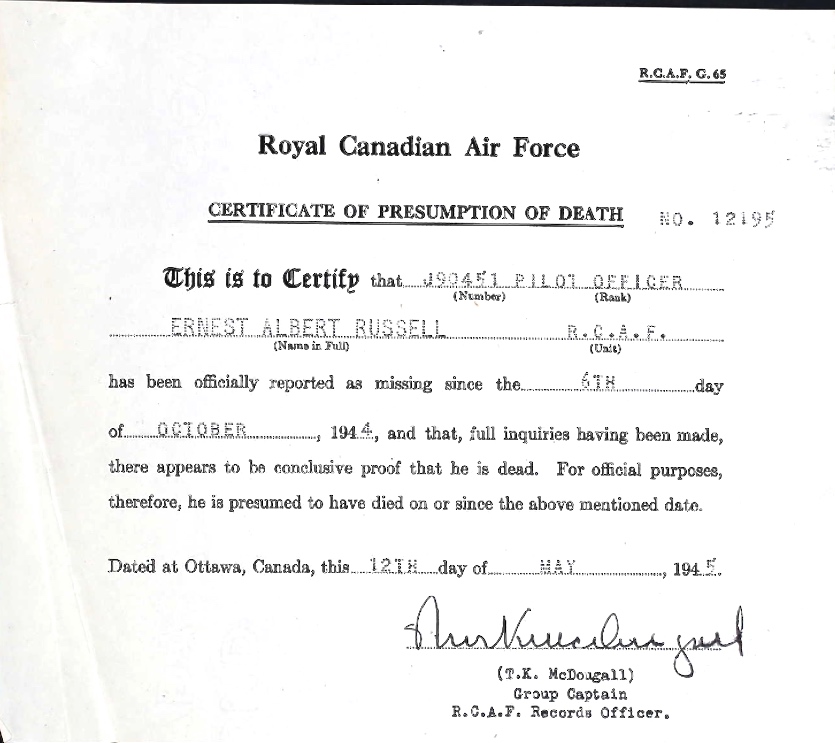 R.C.A.F. G. 65
Royal Canadian Air Force
CERTIFICATE OF PRESUMPTION OF DEATH NO. 12195
This is to Certify that J90451 PILOT OFFICER
(Number) (Rank)
ERNEST ALBERT RUSSELL R.C.A.F.
(Name in Full) (Unit)
has been officially reported as missing since the 6TH day
of OCTOBER, 1944, and that, full inquiries having been made,
there appears to be conclusive proof that he is dead. For official purposes,
therefore, he is presumed to have died on or since the above mentioned date.
Dated at Ottawa, Canada, this 12TH day of MAY, 1945.
(T.K. McDougall)
Group Captain
R.C.A.F. Records Officer.